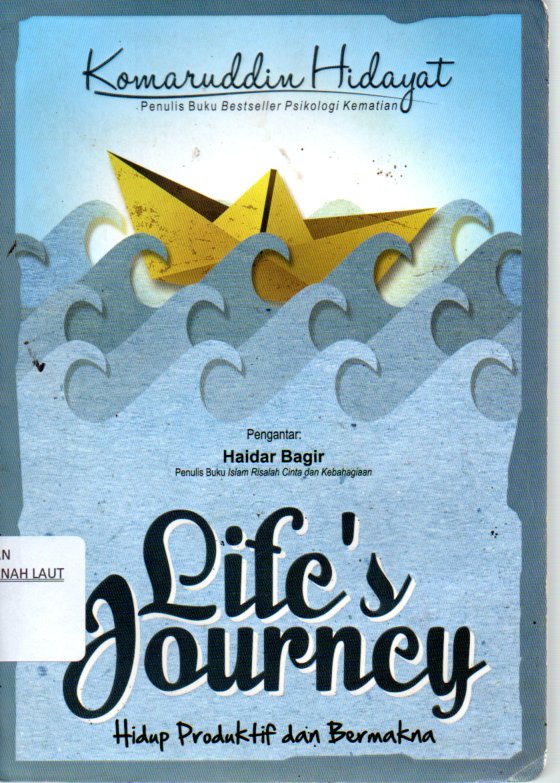 Komaruddin Hidayat
Penulis Buku Bestseller Psikologi Kematian
Pengantar:
Haidar Bagir
Penulis Buku Islam Risalah Cinta dan Kebahagiaan
NAH LAUT
Life's
Journey
Hidup Produktif dan Bermakna